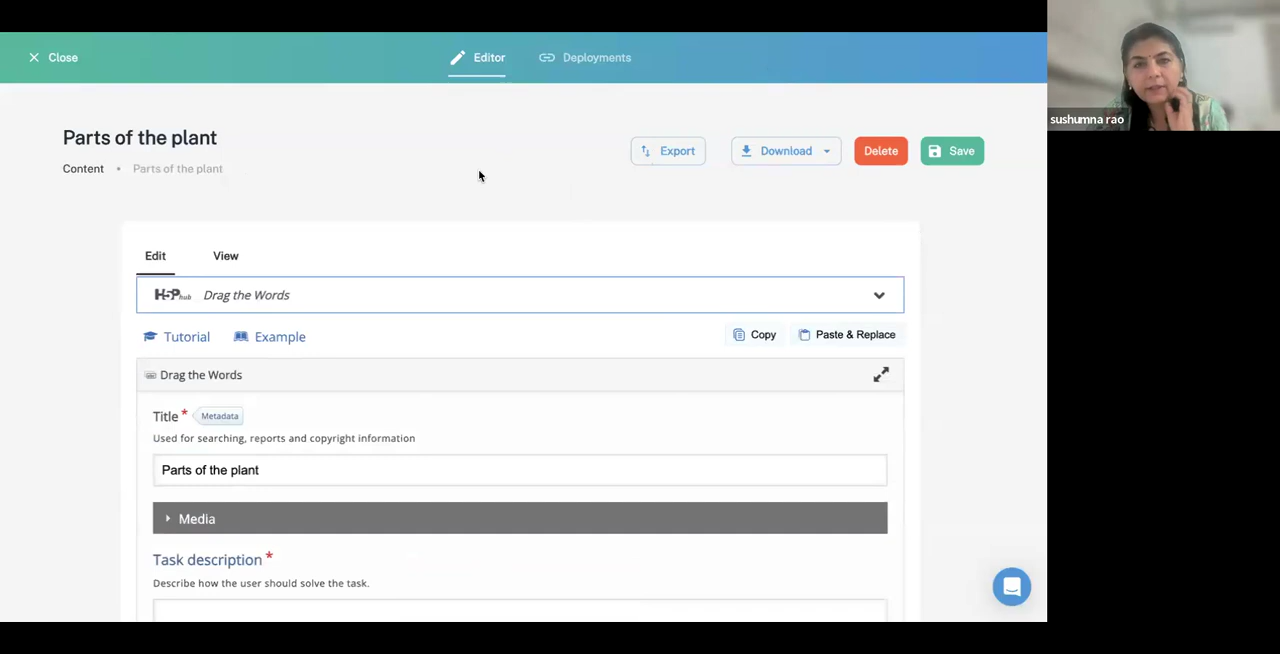 Close
Editor
Deployments
sushumna rao
Parts of the plant
Export
Download
Delete
Save
Content • Parts of the plant
Edit
View
H5P hub Drag the Words
Tutorial
Example
Copy
Paste & Replace
Drag the Words
Title * Metadata
Used for searching, reports and copyright information
Parts of the plant
Media
Task description *
Describe how the user should solve the task.